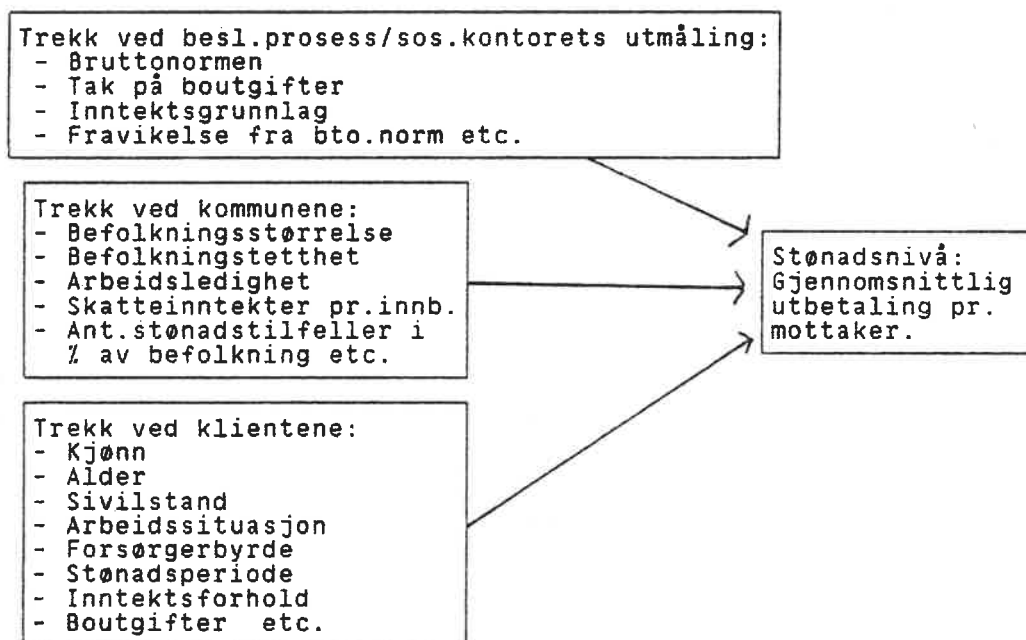 Trekk ved besl.prosess/sos.kontorets utmåling:
- Bruttonormen
- Tak på boutgifter
- Inntektsgrunnlag
- Fravikelse fra bto.norm etc.
Trekk ved kommunene:
- Befolkningsstørrelse
- Befolkningstetthet
- Arbeidsledighet
- Skatteinntekter pr.innb.
- Ant.stønadstilfeller i
% av befolkning etc.
Stønadsnivå:
Gjennomsnittlig
utbetaling pr.
mottaker.
Trekk ved klientene:
- Kjønn
- Alder
- Sivilstand
- Arbeidssituasjon
- Forsørgerbyrde
- Stønadsperiode
- Inntektsforhold
- Boutgifter  etc.